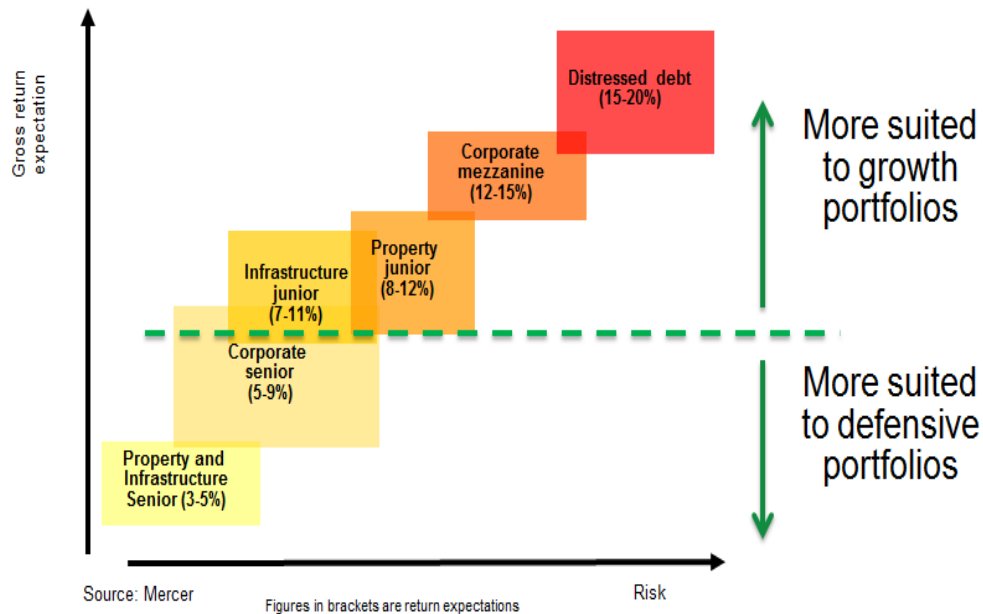 Gross return
expectation
Distressed debt
(15-20%)
Corporate
mezzanine
(12-15%)
Property
junior
(8-12%)
Infrastructure
junior
(7-11%)
Corporate
senior
(5-9%)
Property and
Infrastructure
Senior (3-5%)
More suited
to growth
portfolios
More suited
to defensive
portfolios
Source: Mercer
Figures in brackets are return expectations
Risk